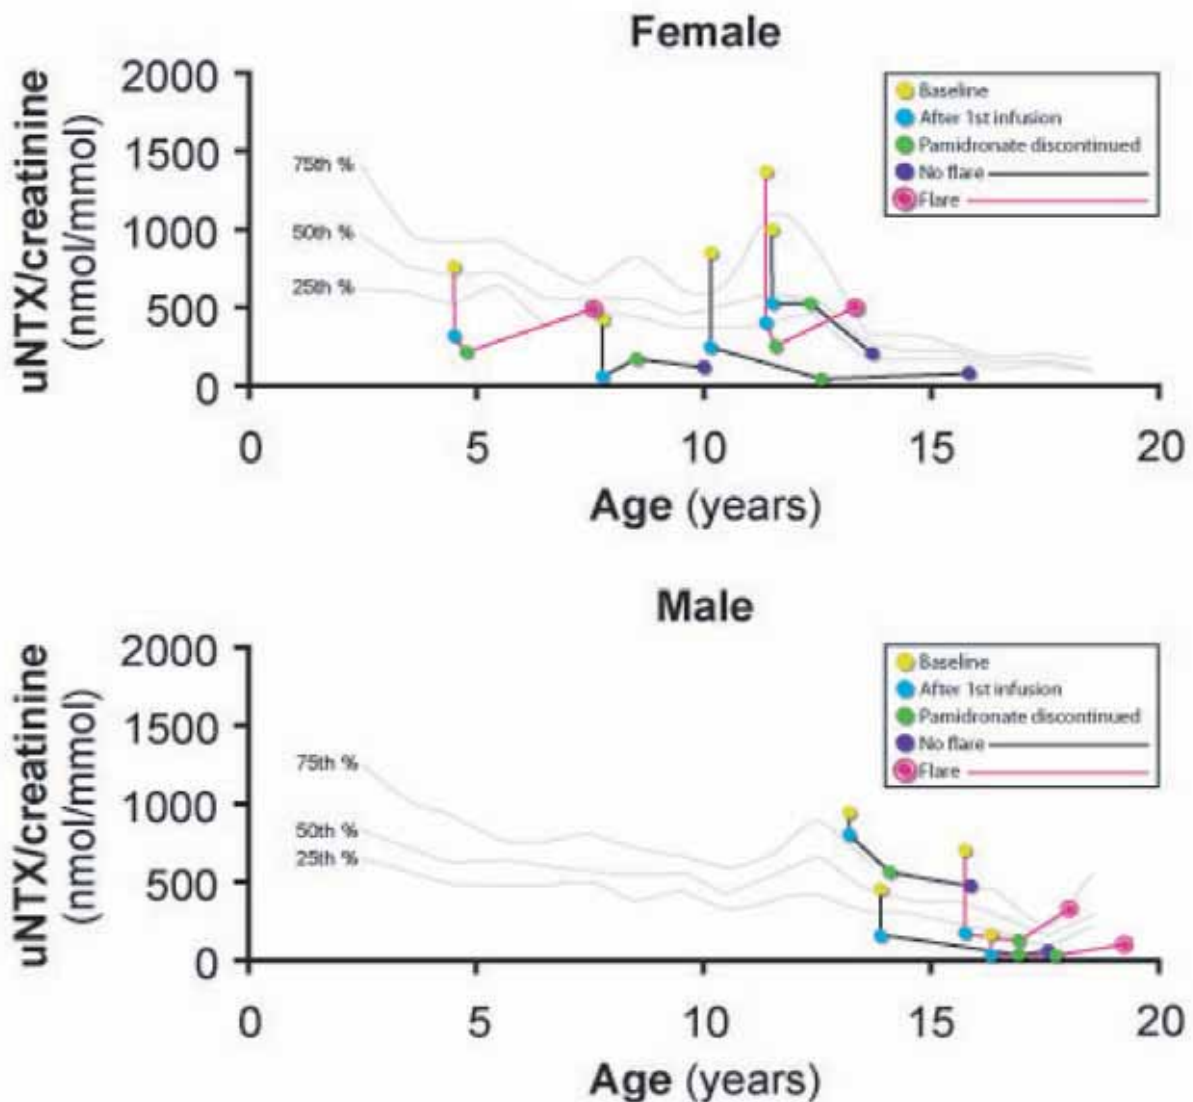 Female
uNTX/creatinine
(nmol/mmol)
2000
1500
1000
500
0
75th %
50th %
25th %
Baseline
After 1st infusion
Pamidronate discontinued
No flare
Flare
0 5 10 15 20
Age (years)
Male
uNTX/creatinine
(nmol/mmol)
2000
1500
1000
500
0
75th %
50th %
25th %
Baseline
After 1st infusion
Pamidronate discontinued
No flare
Flare
0 5 10 15 20
Age (years)